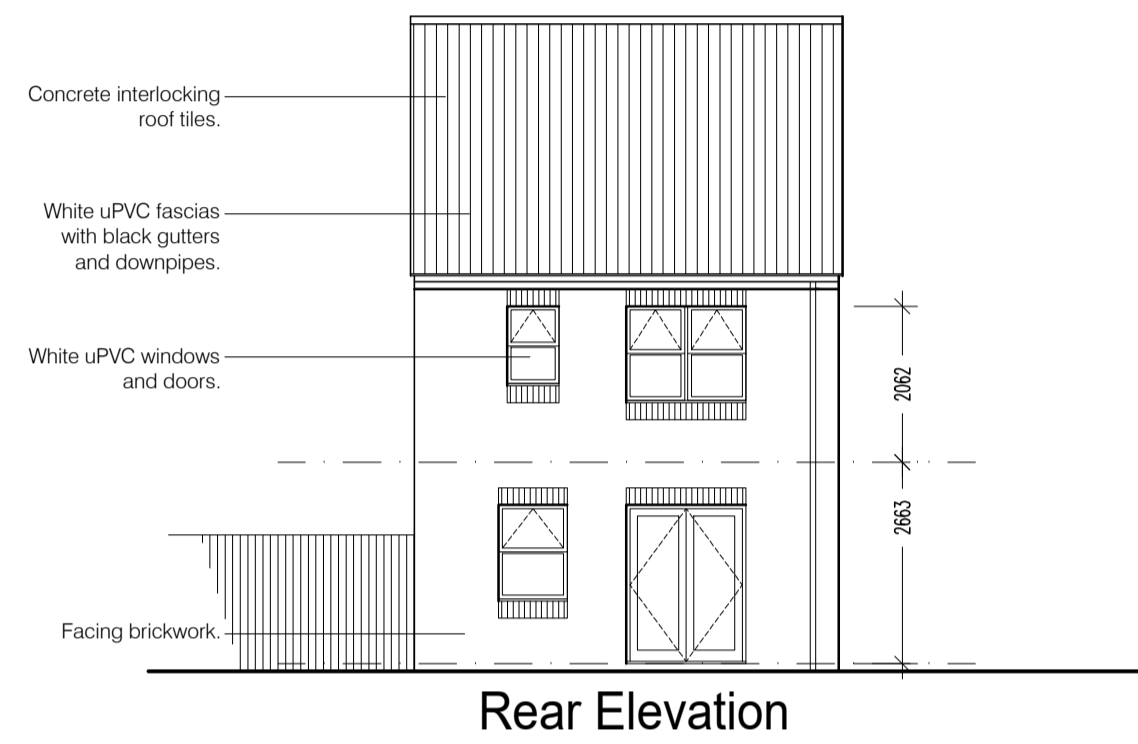 Concrete interlocking
roof tiles.
White uPVC fascias
with black gutters
and downpipes.
White uPVC windows
and doors.
2062
2663
Facing brickwork.
Rear Elevation